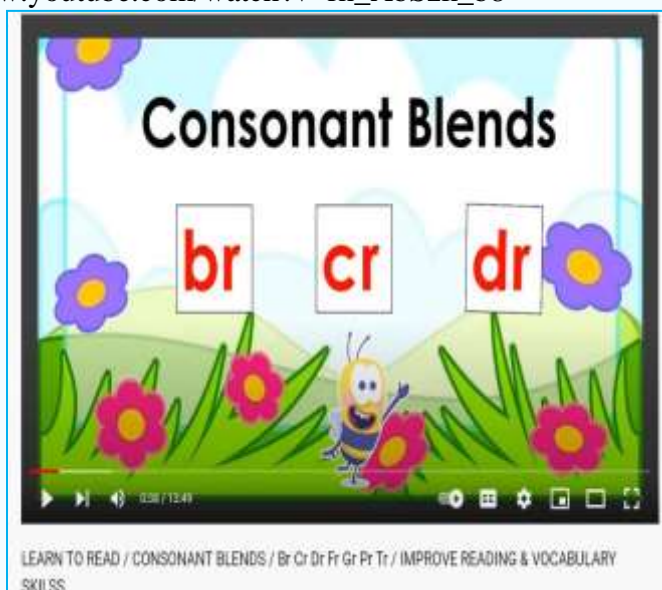 Consonant Blends
br cr dr
LEARN TO READ / CONSONANT BLENDS / Br Cr Dr Fr Gr Pr Tr / IMPROVE READING & VOCABULARY
SKILSS